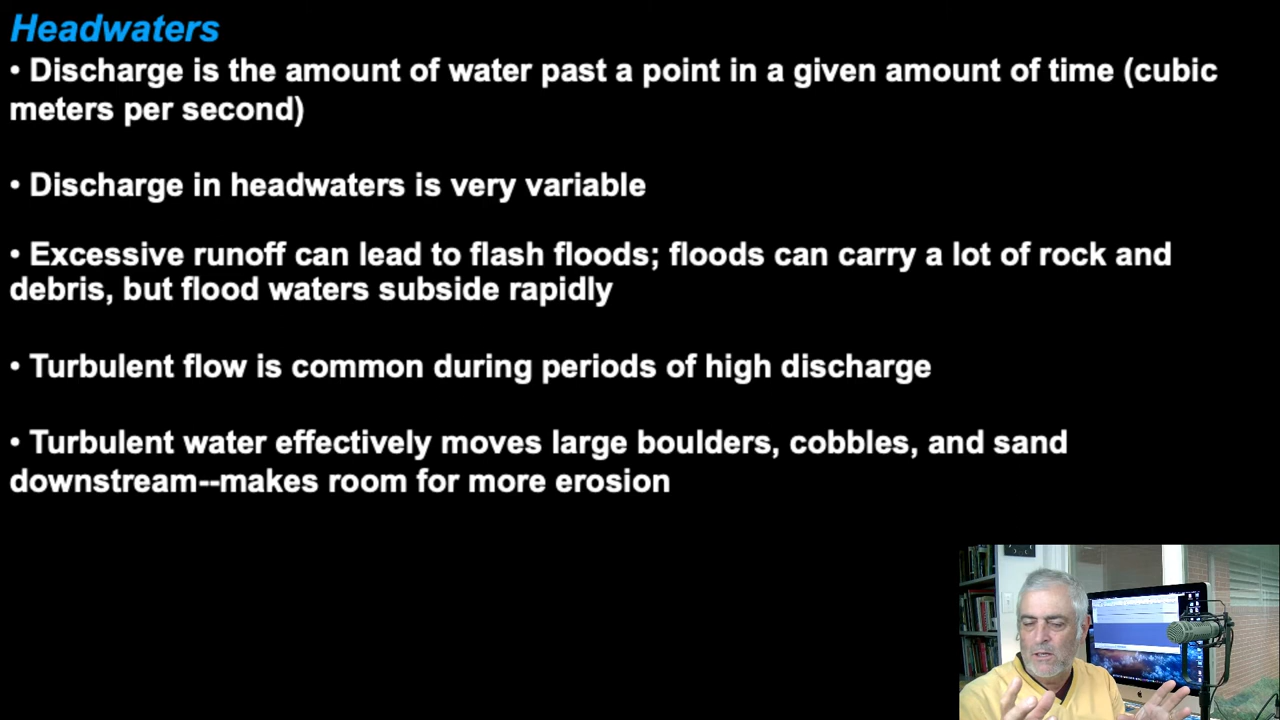 Headwaters
• Discharge is the amount of water past a point in a given amount of time (cubic
meters per second)
• Discharge in headwaters is very variable
• Excessive runoff can lead to flash floods; floods can carry a lot of rock and
debris, but flood waters subside rapidly
• Turbulent flow is common during periods of high discharge
• Turbulent water effectively moves large boulders, cobbles, and sand
downstream--makes room for more erosion